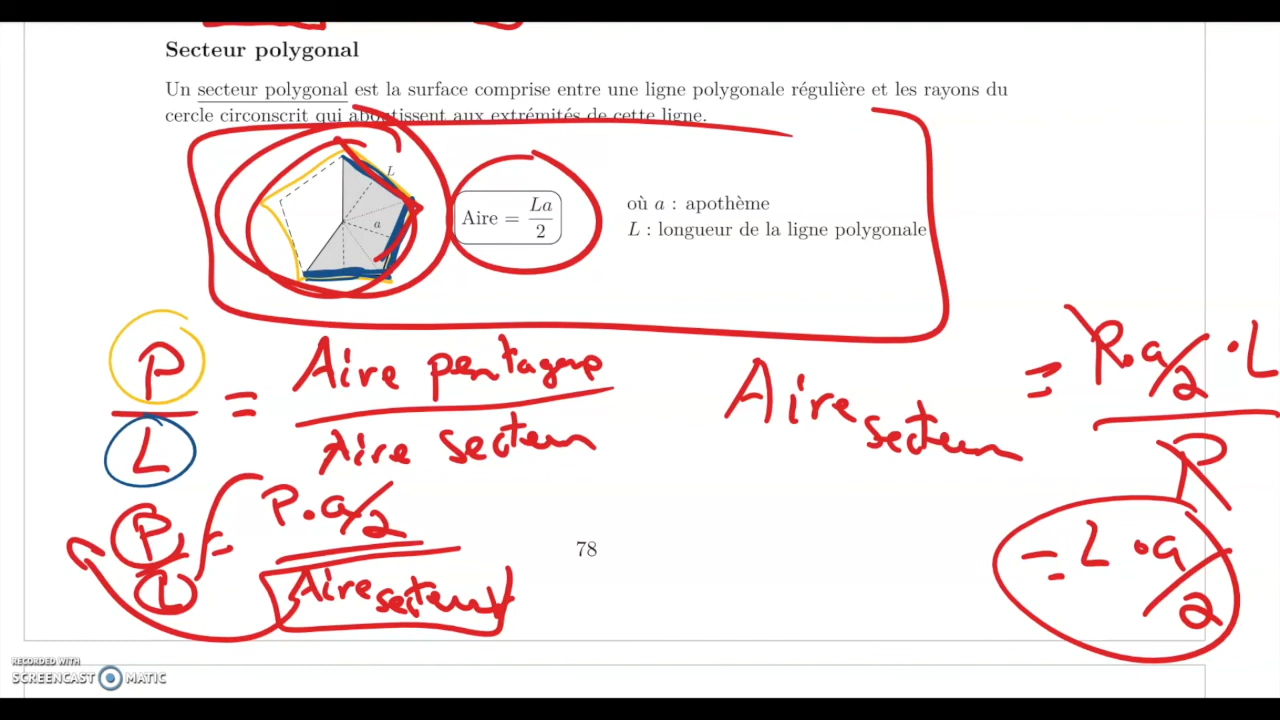 Secteur polygonal
Un secteur polygonal est la surface comprise entre une ligne polygonale régulière et les rayons du
cercle circonscrit qui aboutissent aux extrémités de cette ligne.
L
a
Aire = La/2
où a : apothème
L : longueur de la ligne polygonale
P/L = Aire pentagone / Aire secteur
P/L = P.a/2 / Aire secteur
Aire secteur = P.a/2 · L / P
= L · a/2
78
RECORDED WITH
SCREENCAST MATIC